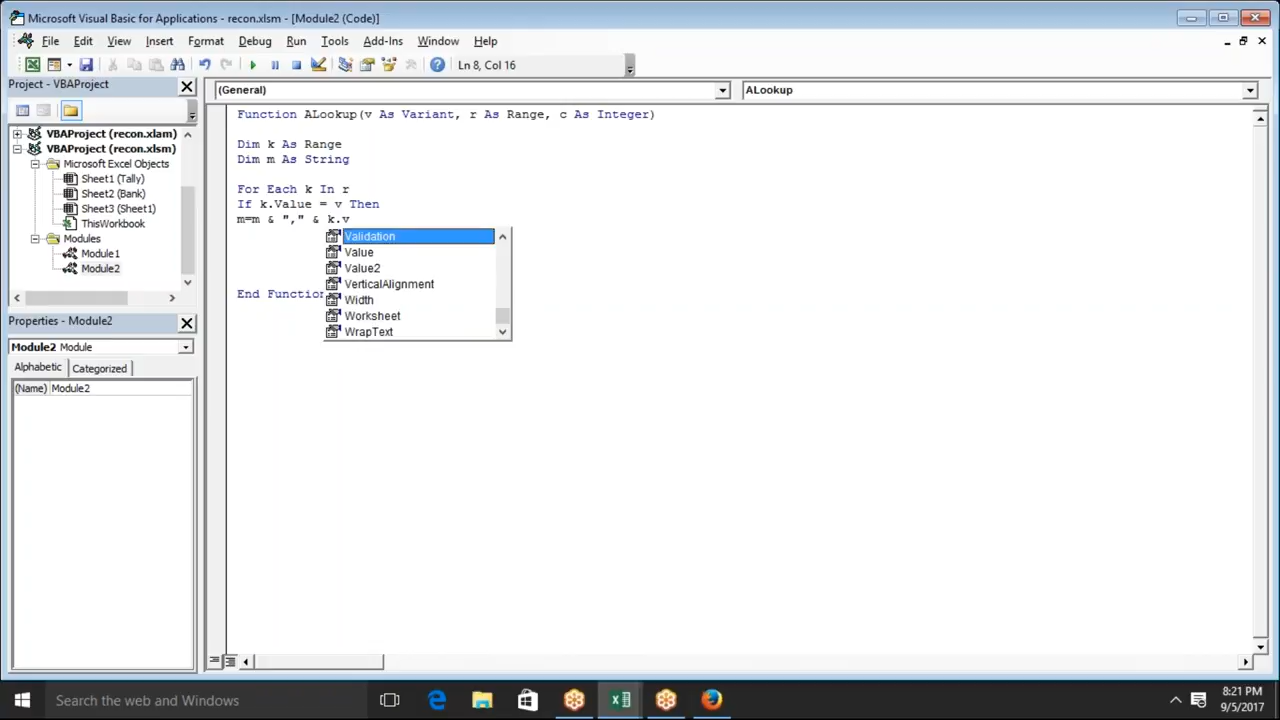 Microsoft Visual Basic for Applications - recon.xlsm - [Module2 (Code)]
File Edit View Insert Format Debug Run Tools Add-Ins Window Help
Ln 8, Col 16
Project - VBAProject
VBAProject (recon.xlam)
VBAProject (recon.xlsm)
Microsoft Excel Objects
Sheet1 (Tally)
Sheet2 (Bank)
Sheet3 (Sheet1)
ThisWorkbook
Modules
Module1
Module2
Properties - Module2
Module2 Module
Alphabetic Categorized
(Name) Module2
(General) ALookup
Function ALookup(v As Variant, r As Range, c As Integer)
Dim k As Range
Dim m As String
For Each k In r
If k.Value = v Then
m=m & "," & k.v
Validation
Value
Value2
VerticalAlignment
Width
Worksheet
WrapText
End Function
Search the web and Windows
8:21 PM
9/5/2017